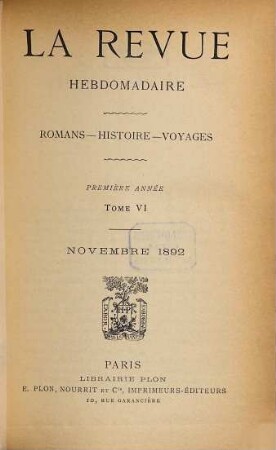 LA REVUE
HEBDOMADAIRE
ROMANS—HISTOIRE—VOYAGES
PREMIÈRE ANNÉE
TOME VI
NOVEMBRE 1892
PARIS
LIBRAIRIE PLON
E. PLON, NOURRIT ET Cie, IMPRIMEURS-ÉDITEURS
10, RUE GARANCIÈRE